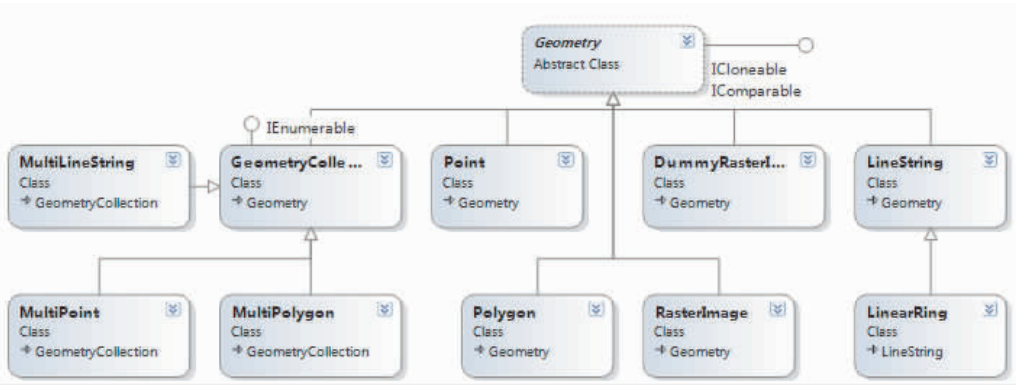 Geometry
Abstract Class
ICloneable
IComparable
IEnumerable
MultiLineString
Class
GeometryCollection
GeometryColle...
Class
Geometry
Point
Class
Geometry
DummyRasterI...
Class
Geometry
LineString
Class
Geometry
MultiPoint
Class
GeometryCollection
MultiPolygon
Class
GeometryCollection
Polygon
Class
Geometry
RasterImage
Class
Geometry
LinearRing
Class
LineString